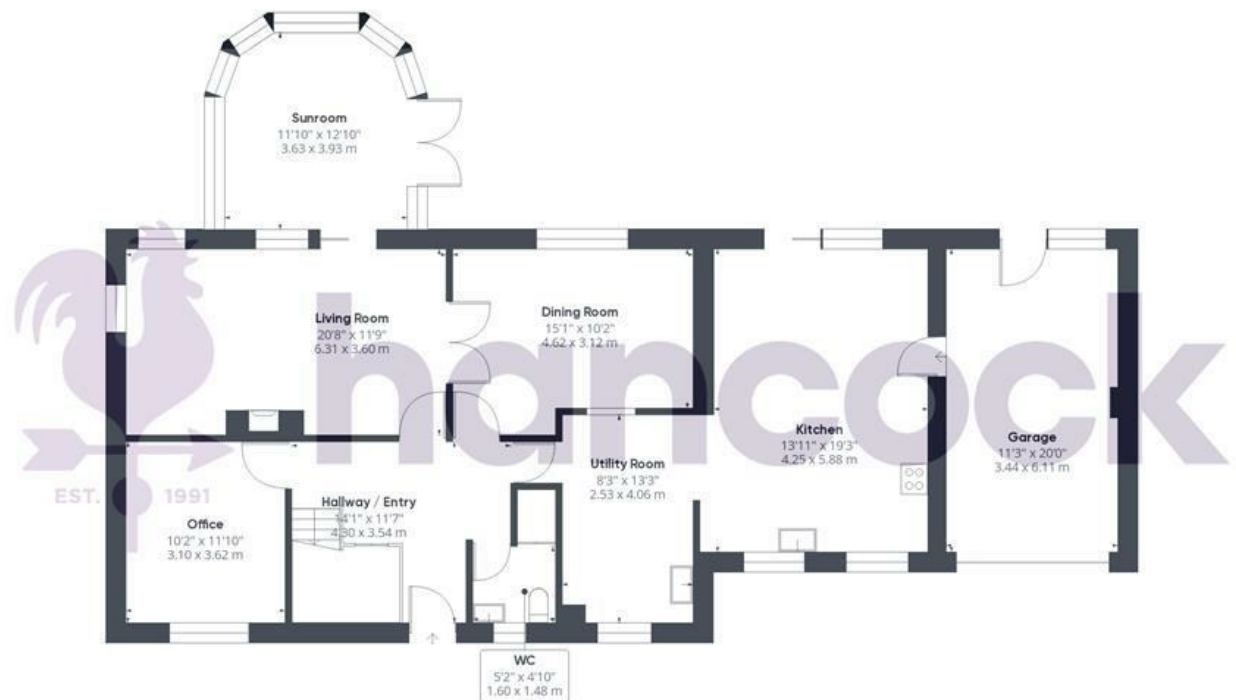 Sunroom
11'10" x 12'10"
3.63 x 3.93 m
Living Room
20'8" x 11'9"
6.31 x 3.60 m
Dining Room
15'1" x 10'2"
4.62 x 3.12 m
hancock
Kitchen
13'11" x 19'3"
4.25 x 5.88 m
Garage
11'3" x 20'0"
3.44 x 6.11 m
Utility Room
8'3" x 13'3"
2.53 x 4.06 m
EST. 1991
Hallway / Entry
14'1" x 11'7"
4.30 x 3.54 m
Office
10'2" x 11'10"
3.10 x 3.62 m
WC
5'2" x 4'10"
1.60 x 1.48 m